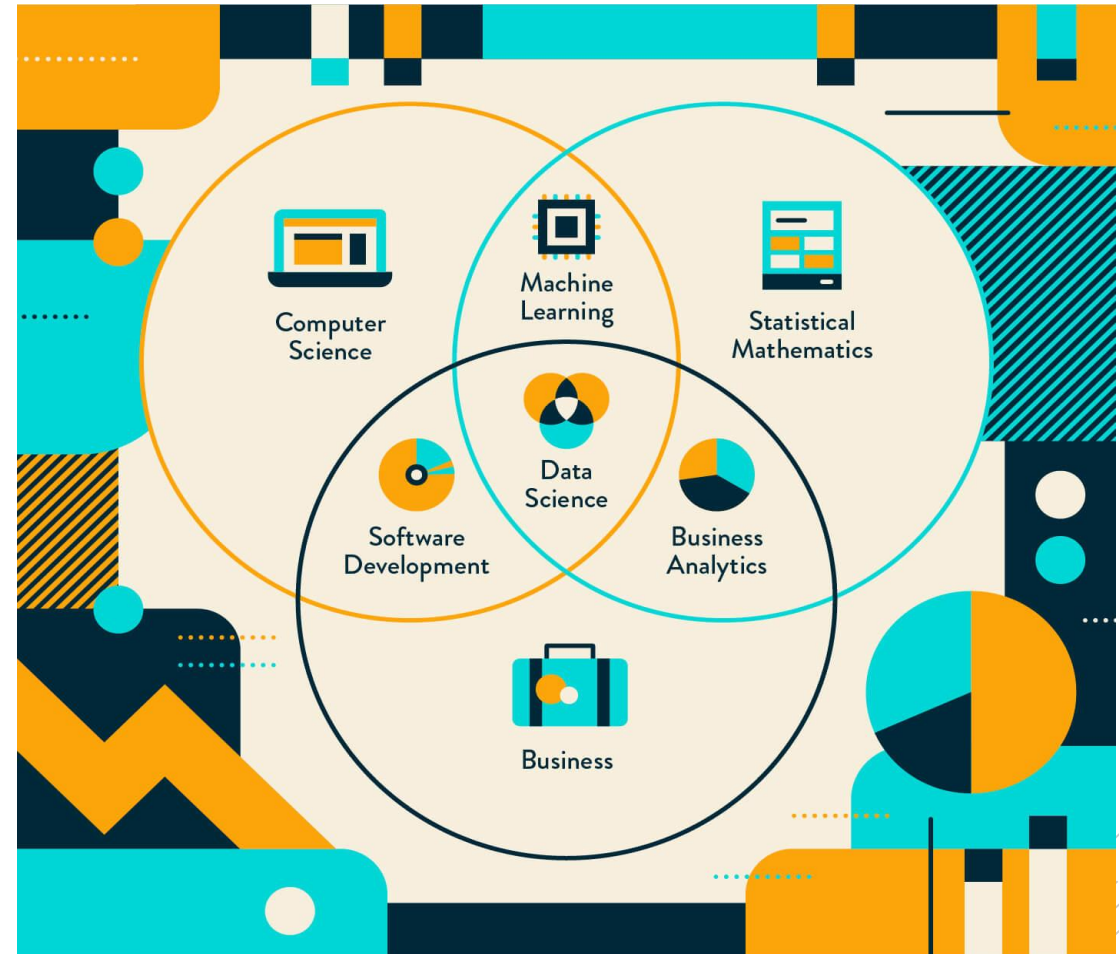 Computer
Science
Machine
Learning
Statistical
Mathematics
Software
Development
Data
Science
Business
Analytics
Business